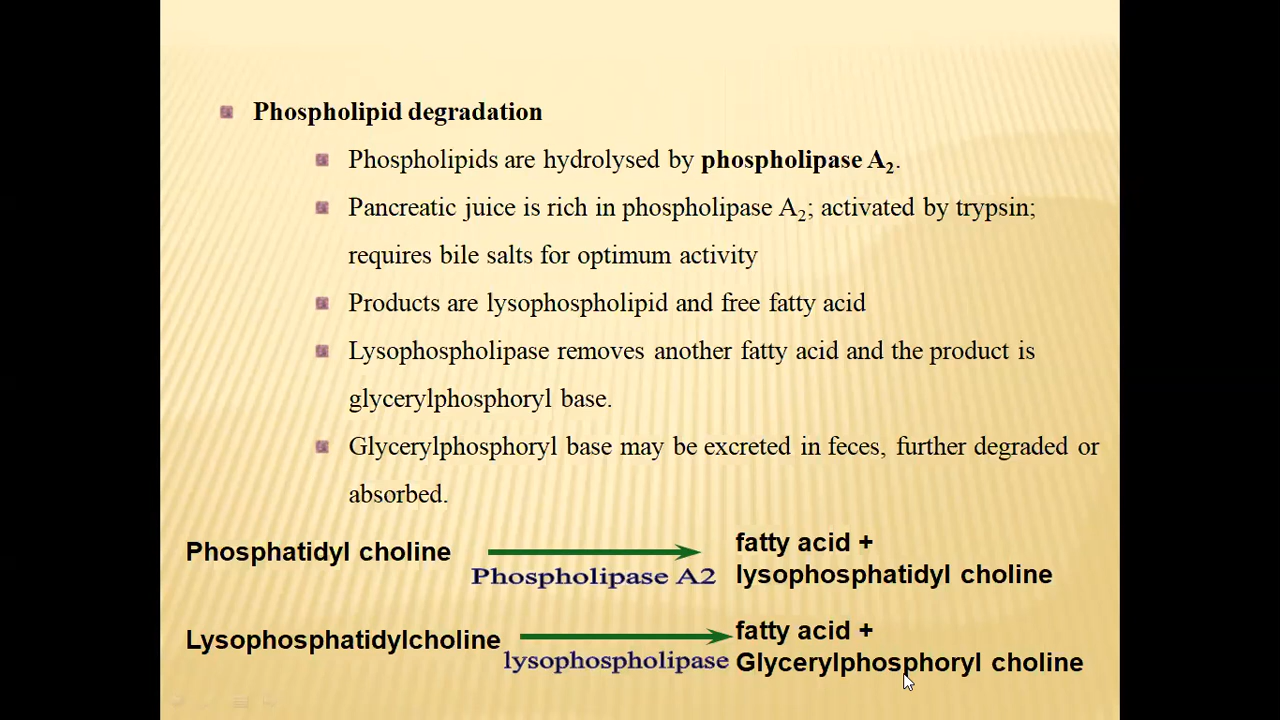 Phospholipid degradation
Phospholipids are hydrolysed by phospholipase A2.
Pancreatic juice is rich in phospholipase A2; activated by trypsin;
requires bile salts for optimum activity
Products are lysophospholipid and free fatty acid
Lysophospholipase removes another fatty acid and the product is
glycerylphosphoryl base.
Glycerylphosphoryl base may be excreted in feces, further degraded or
absorbed.
Phosphatidyl choline
Phospholipase A2
fatty acid +
lysophosphatidyl choline
Lysophosphatidylcholine
lysophospholipase
fatty acid +
Glycerylphosphoryl choline